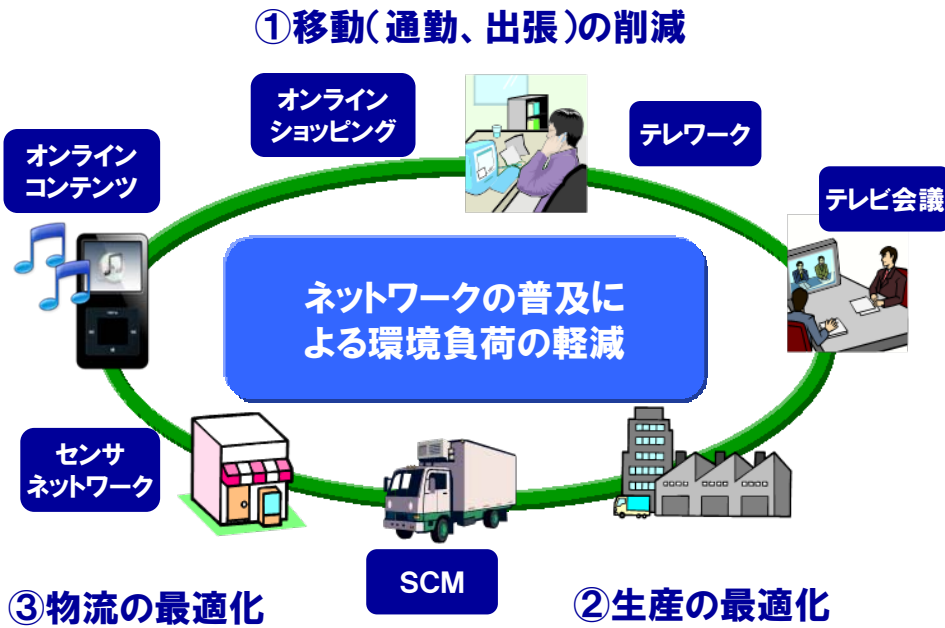 ①移動(通勤、出張)の削減
オンライン
ショッピング
テレワーク
オンライン
コンテンツ
テレビ会議
ネットワークの普及に
よる環境負荷の軽減
センサ
ネットワーク
SCM
③物流の最適化
②生産の最適化